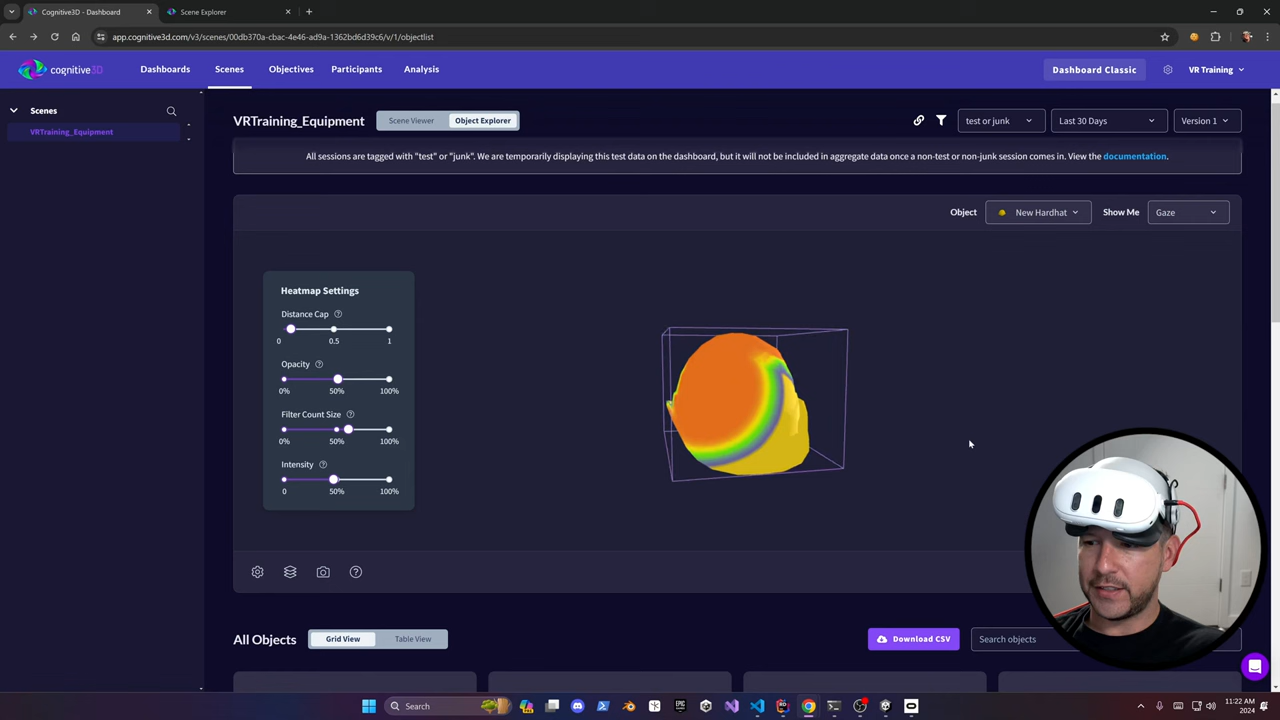 Cognitive3D - Dashboard
Scene Explorer
app.cognitive3d.com/v3/scenes/00db370a-cbac-4e46-ad9a-1362bd6d39c6/v/1/objectlist
cognitive3D
Dashboards
Scenes
Objectives
Participants
Analysis
Dashboard Classic
VR Training
Scenes
VRTraining_Equipment
VRTraining_Equipment
Scene Viewer
Object Explorer
test or junk
Last 30 Days
Version 1
All sessions are tagged with "test" or "junk". We are temporarily displaying this test data on the dashboard, but it will not be included in aggregate data once a non-test or non-junk session comes in. View the documentation.
Object
New Hardhat
Show Me
Gaze
Heatmap Settings
Distance Cap
0 0.5 1
Opacity
0% 50% 100%
Filter Count Size
0% 50% 100%
Intensity
0 50% 100%
All Objects
Grid View
Table View
Download CSV
Search objects
Search
11:22 AM
2024